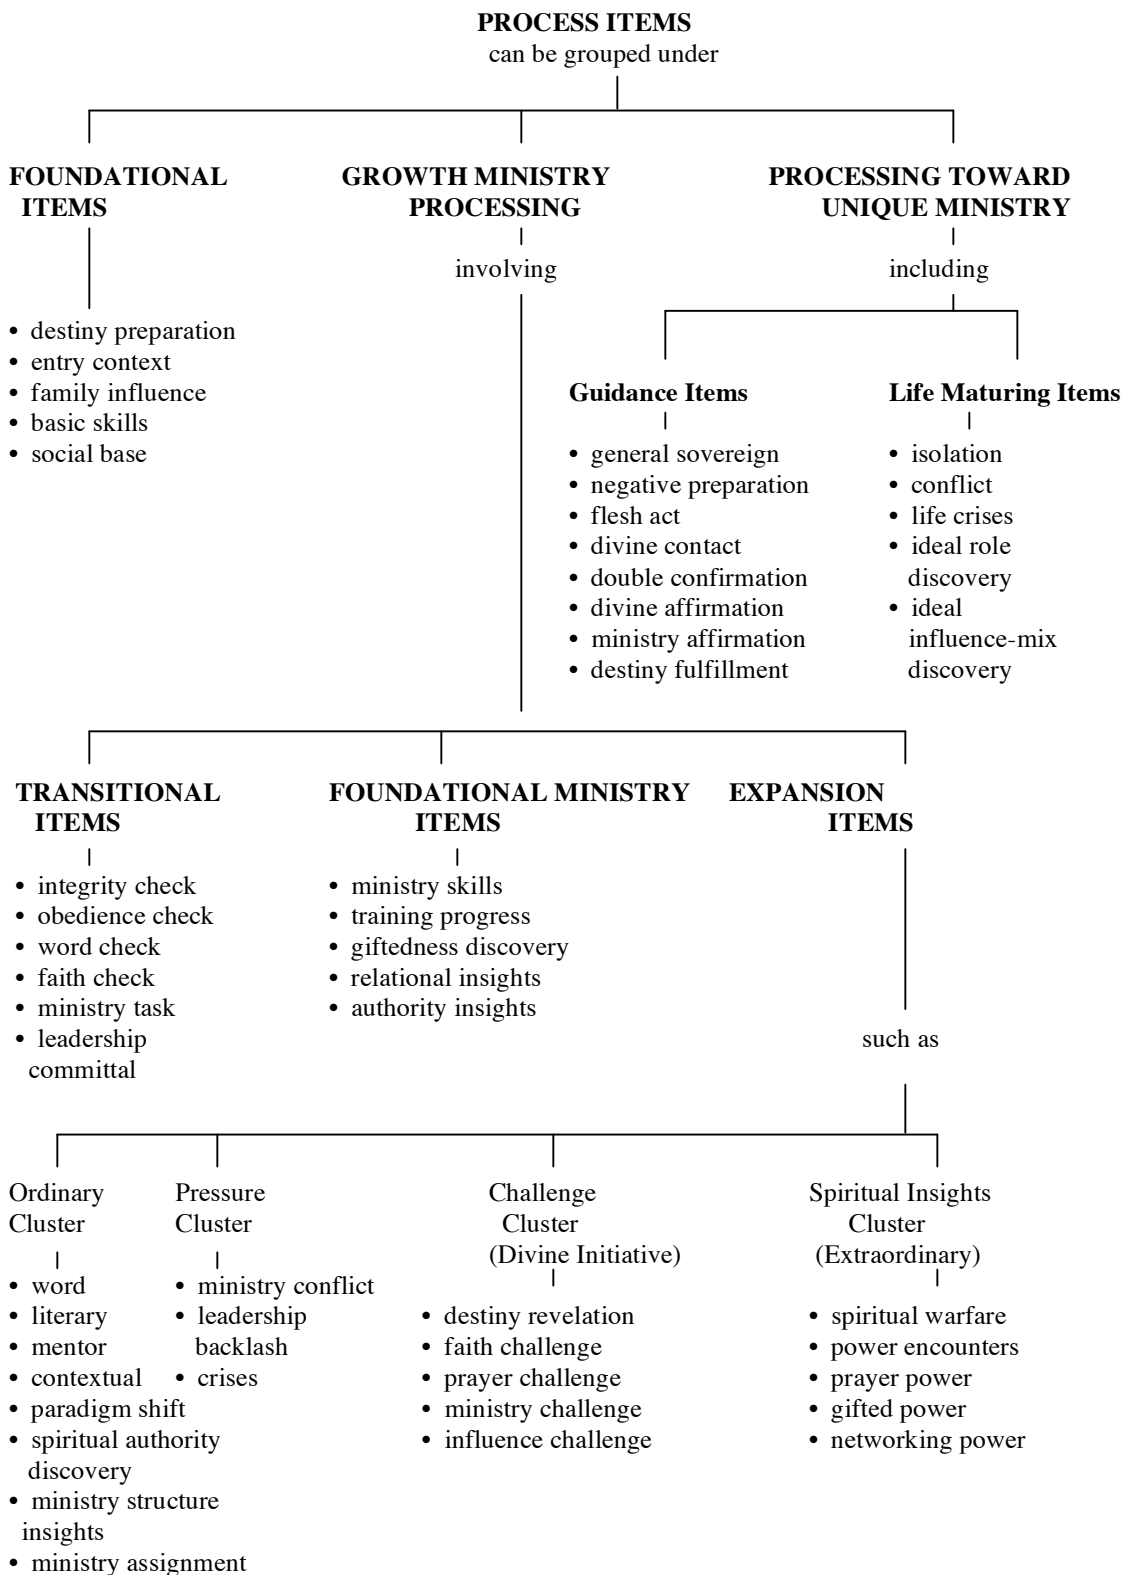 PROCESS ITEMS
can be grouped under
FOUNDATIONAL
ITEMS
GROWTH MINISTRY
PROCESSING
PROCESSING TOWARD
UNIQUE MINISTRY
involving
including
• destiny preparation
• entry context
• family influence
• basic skills
• social base
Guidance Items
• general sovereign
• negative preparation
• flesh act
• divine contact
• double confirmation
• divine affirmation
• ministry affirmation
• destiny fulfillment
Life Maturing Items
• isolation
• conflict
• life crises
• ideal role
discovery
• ideal
influence-mix
discovery
TRANSITIONAL
ITEMS
• integrity check
• obedience check
• word check
• faith check
• ministry task
• leadership
committal
FOUNDATIONAL MINISTRY
ITEMS
• ministry skills
• training progress
• giftedness discovery
• relational insights
• authority insights
EXPANSION
ITEMS
such as
Ordinary
Cluster
• word
• literary
• mentor
• contextual
• paradigm shift
• spiritual authority
discovery
• ministry structure
insights
• ministry assignment
Pressure
Cluster
• ministry conflict
• leadership
backlash
• crises
Challenge
Cluster
(Divine Initiative)
• destiny revelation
• faith challenge
• prayer challenge
• ministry challenge
• influence challenge
Spiritual Insights
Cluster
(Extraordinary)
• spiritual warfare
• power encounters
• prayer power
• gifted power
• networking power